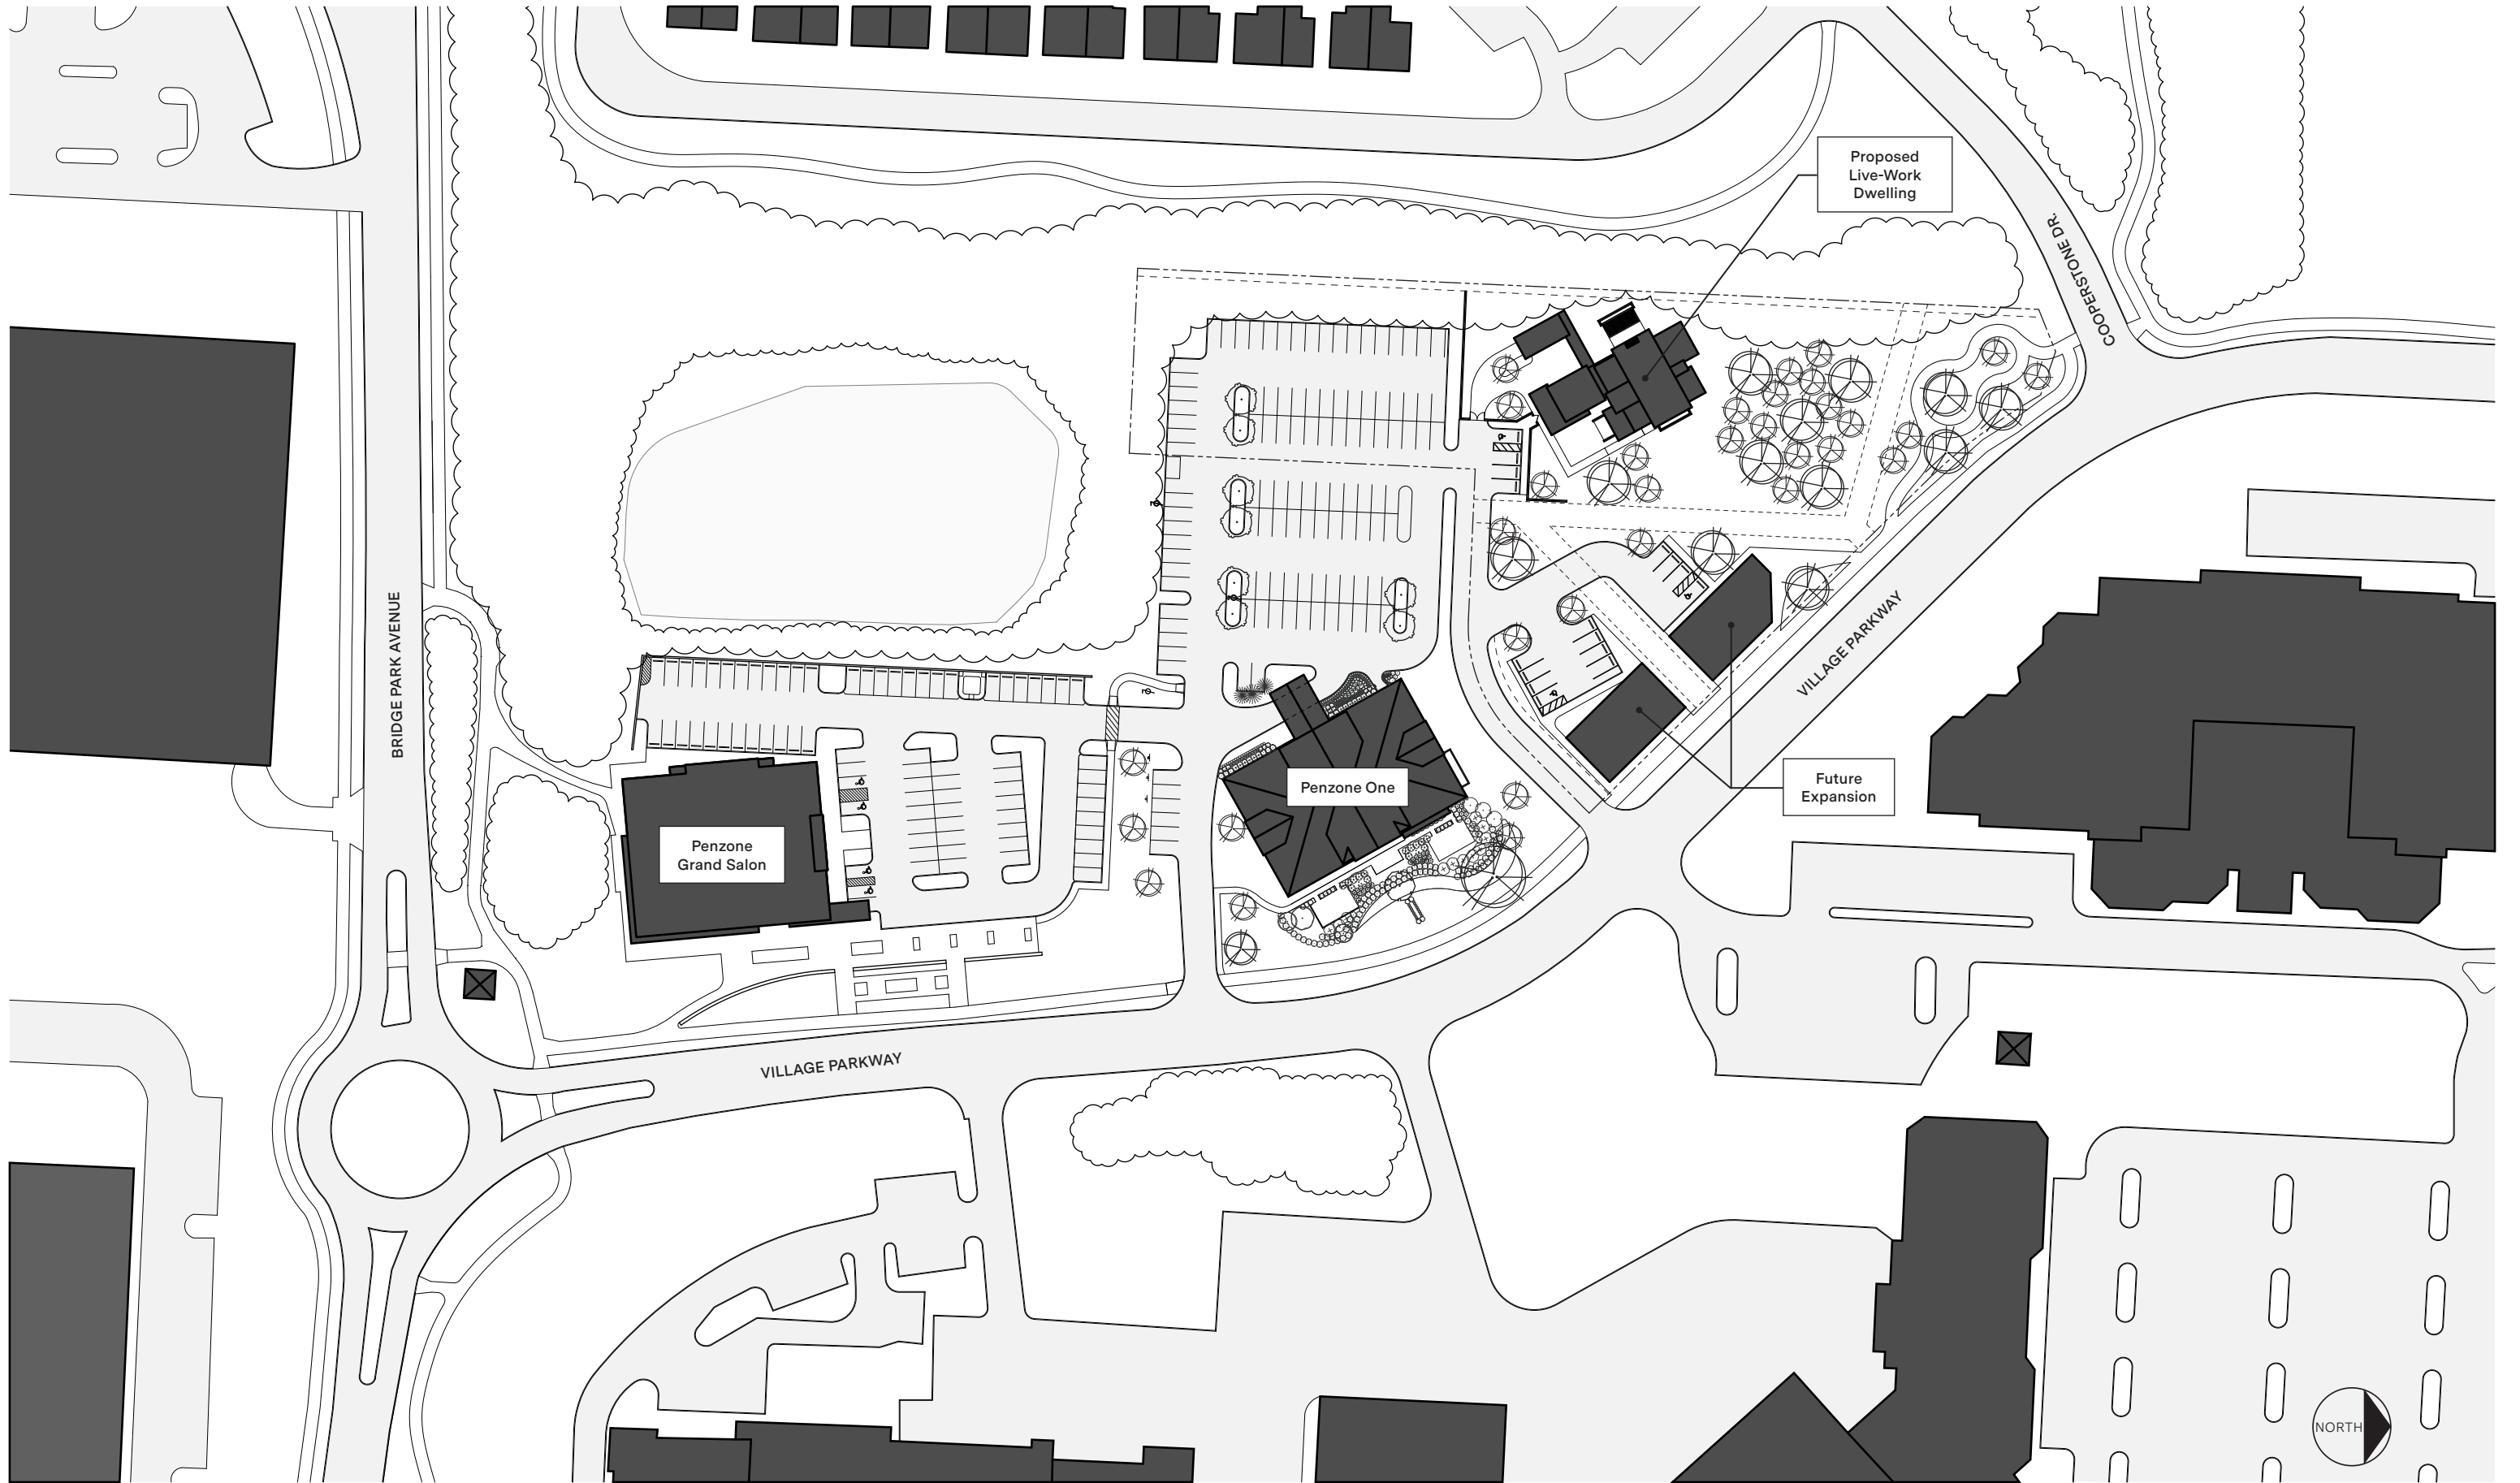 Proposed
Live-Work
Dwelling
COOPERSTONE DR.
BRIDGE PARK AVENUE
VILLAGE PARKWAY
Penzone One
Future
Expansion
Penzone
Grand Salon
VILLAGE PARKWAY
NORTH